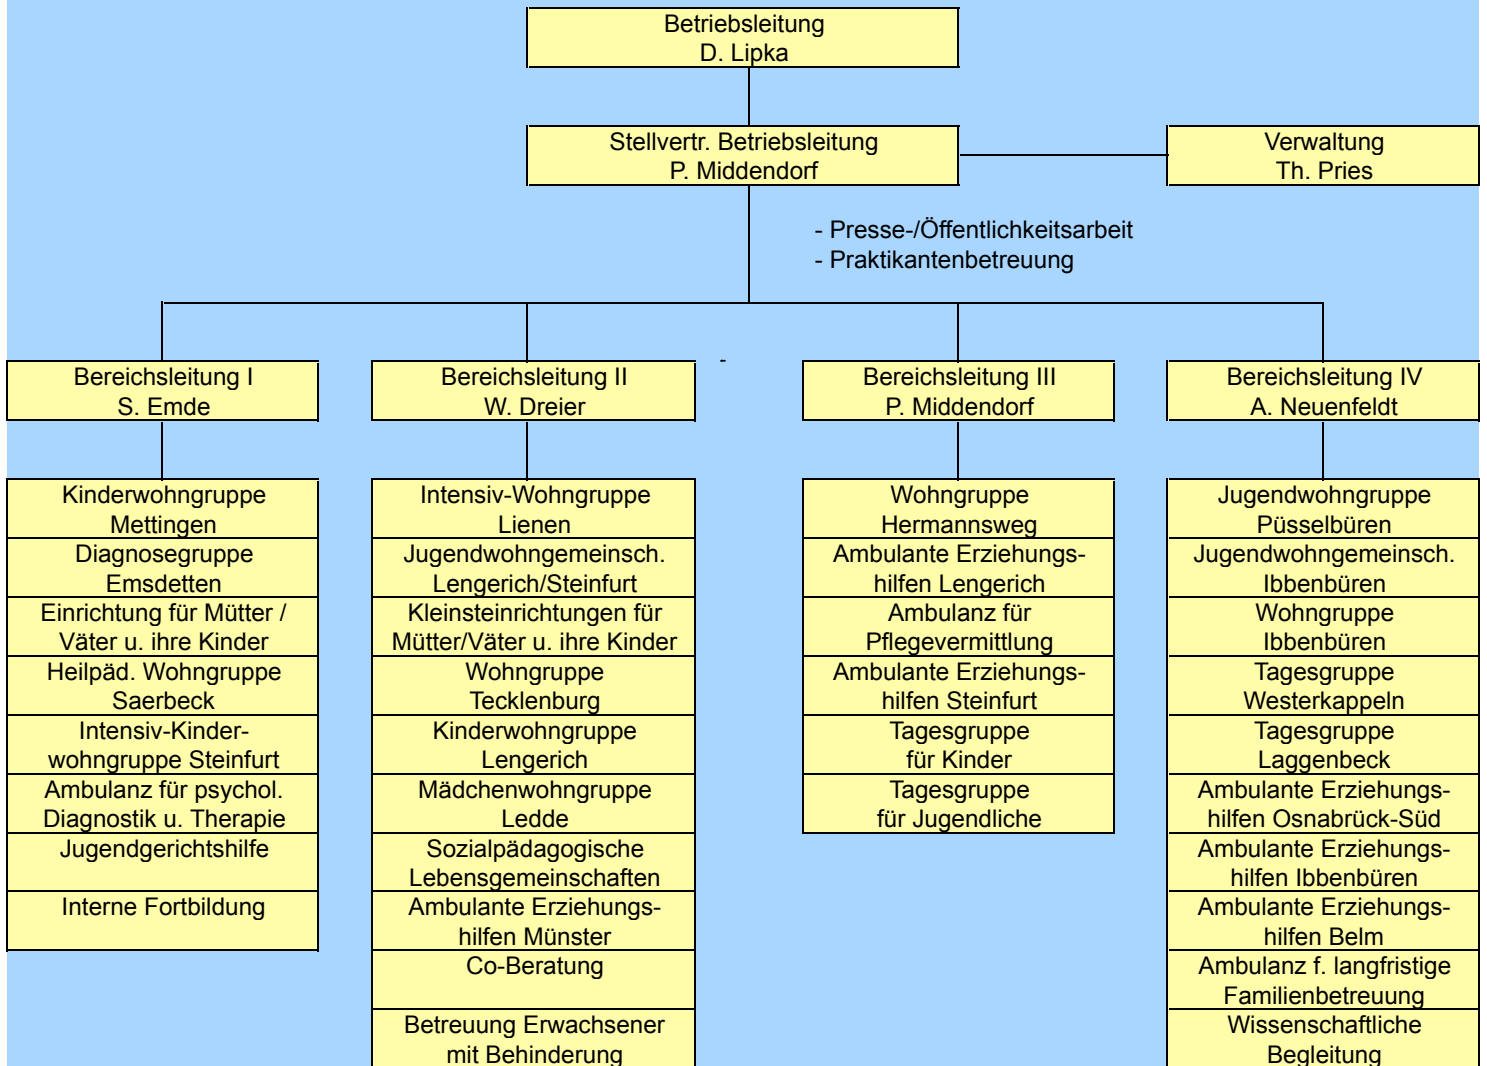 Betriebsleitung
D. Lipka
Stellvertr. Betriebsleitung
P. Middendorf
Verwaltung
Th. Pries
- Presse-/Öffentlichkeitsarbeit
- Praktikantenbetreuung
-
Bereichsleitung I
S. Emde
Bereichsleitung II
W. Dreier
Bereichsleitung III
P. Middendorf
Bereichsleitung IV
A. Neuenfeldt
Kinderwohngruppe
Mettingen
Diagnosegruppe
Emsdetten
Einrichtung für Mütter /
Väter u. ihre Kinder
Heilpäd. Wohngruppe
Saerbeck
Intensiv-Kinder-
wohngruppe Steinfurt
Ambulanz für psychol.
Diagnostik u. Therapie
Jugendgerichtshilfe
Interne Fortbildung
Intensiv-Wohngruppe
Lienen
Jugendwohngemeinsch.
Lengerich/Steinfurt
Kleinsteinrichtungen für
Mütter/Väter u. ihre Kinder
Wohngruppe
Tecklenburg
Kinderwohngruppe
Lengerich
Mädchenwohngruppe
Ledde
Sozialpädagogische
Lebensgemeinschaften
Ambulante Erziehungs-
hilfen Münster
Co-Beratung
Betreuung Erwachsener
mit Behinderung
Wohngruppe
Hermannsweg
Ambulante Erziehungs-
hilfen Lengerich
Ambulanz für
Pflegevermittlung
Ambulante Erziehungs-
hilfen Steinfurt
Tagesgruppe
für Kinder
Tagesgruppe
für Jugendliche
Jugendwohngruppe
Püsselbüren
Jugendwohngemeinsch.
Ibbenbüren
Wohngruppe
Ibbenbüren
Tagesgruppe
Westerkappeln
Tagesgruppe
Laggenbeck
Ambulante Erziehungs-
hilfen Osnabrück-Süd
Ambulante Erziehungs-
hilfen Ibbenbüren
Ambulante Erziehungs-
hilfen Belm
Ambulanz f. langfristige
Familienbetreuung
Wissenschaftliche
Begleitung